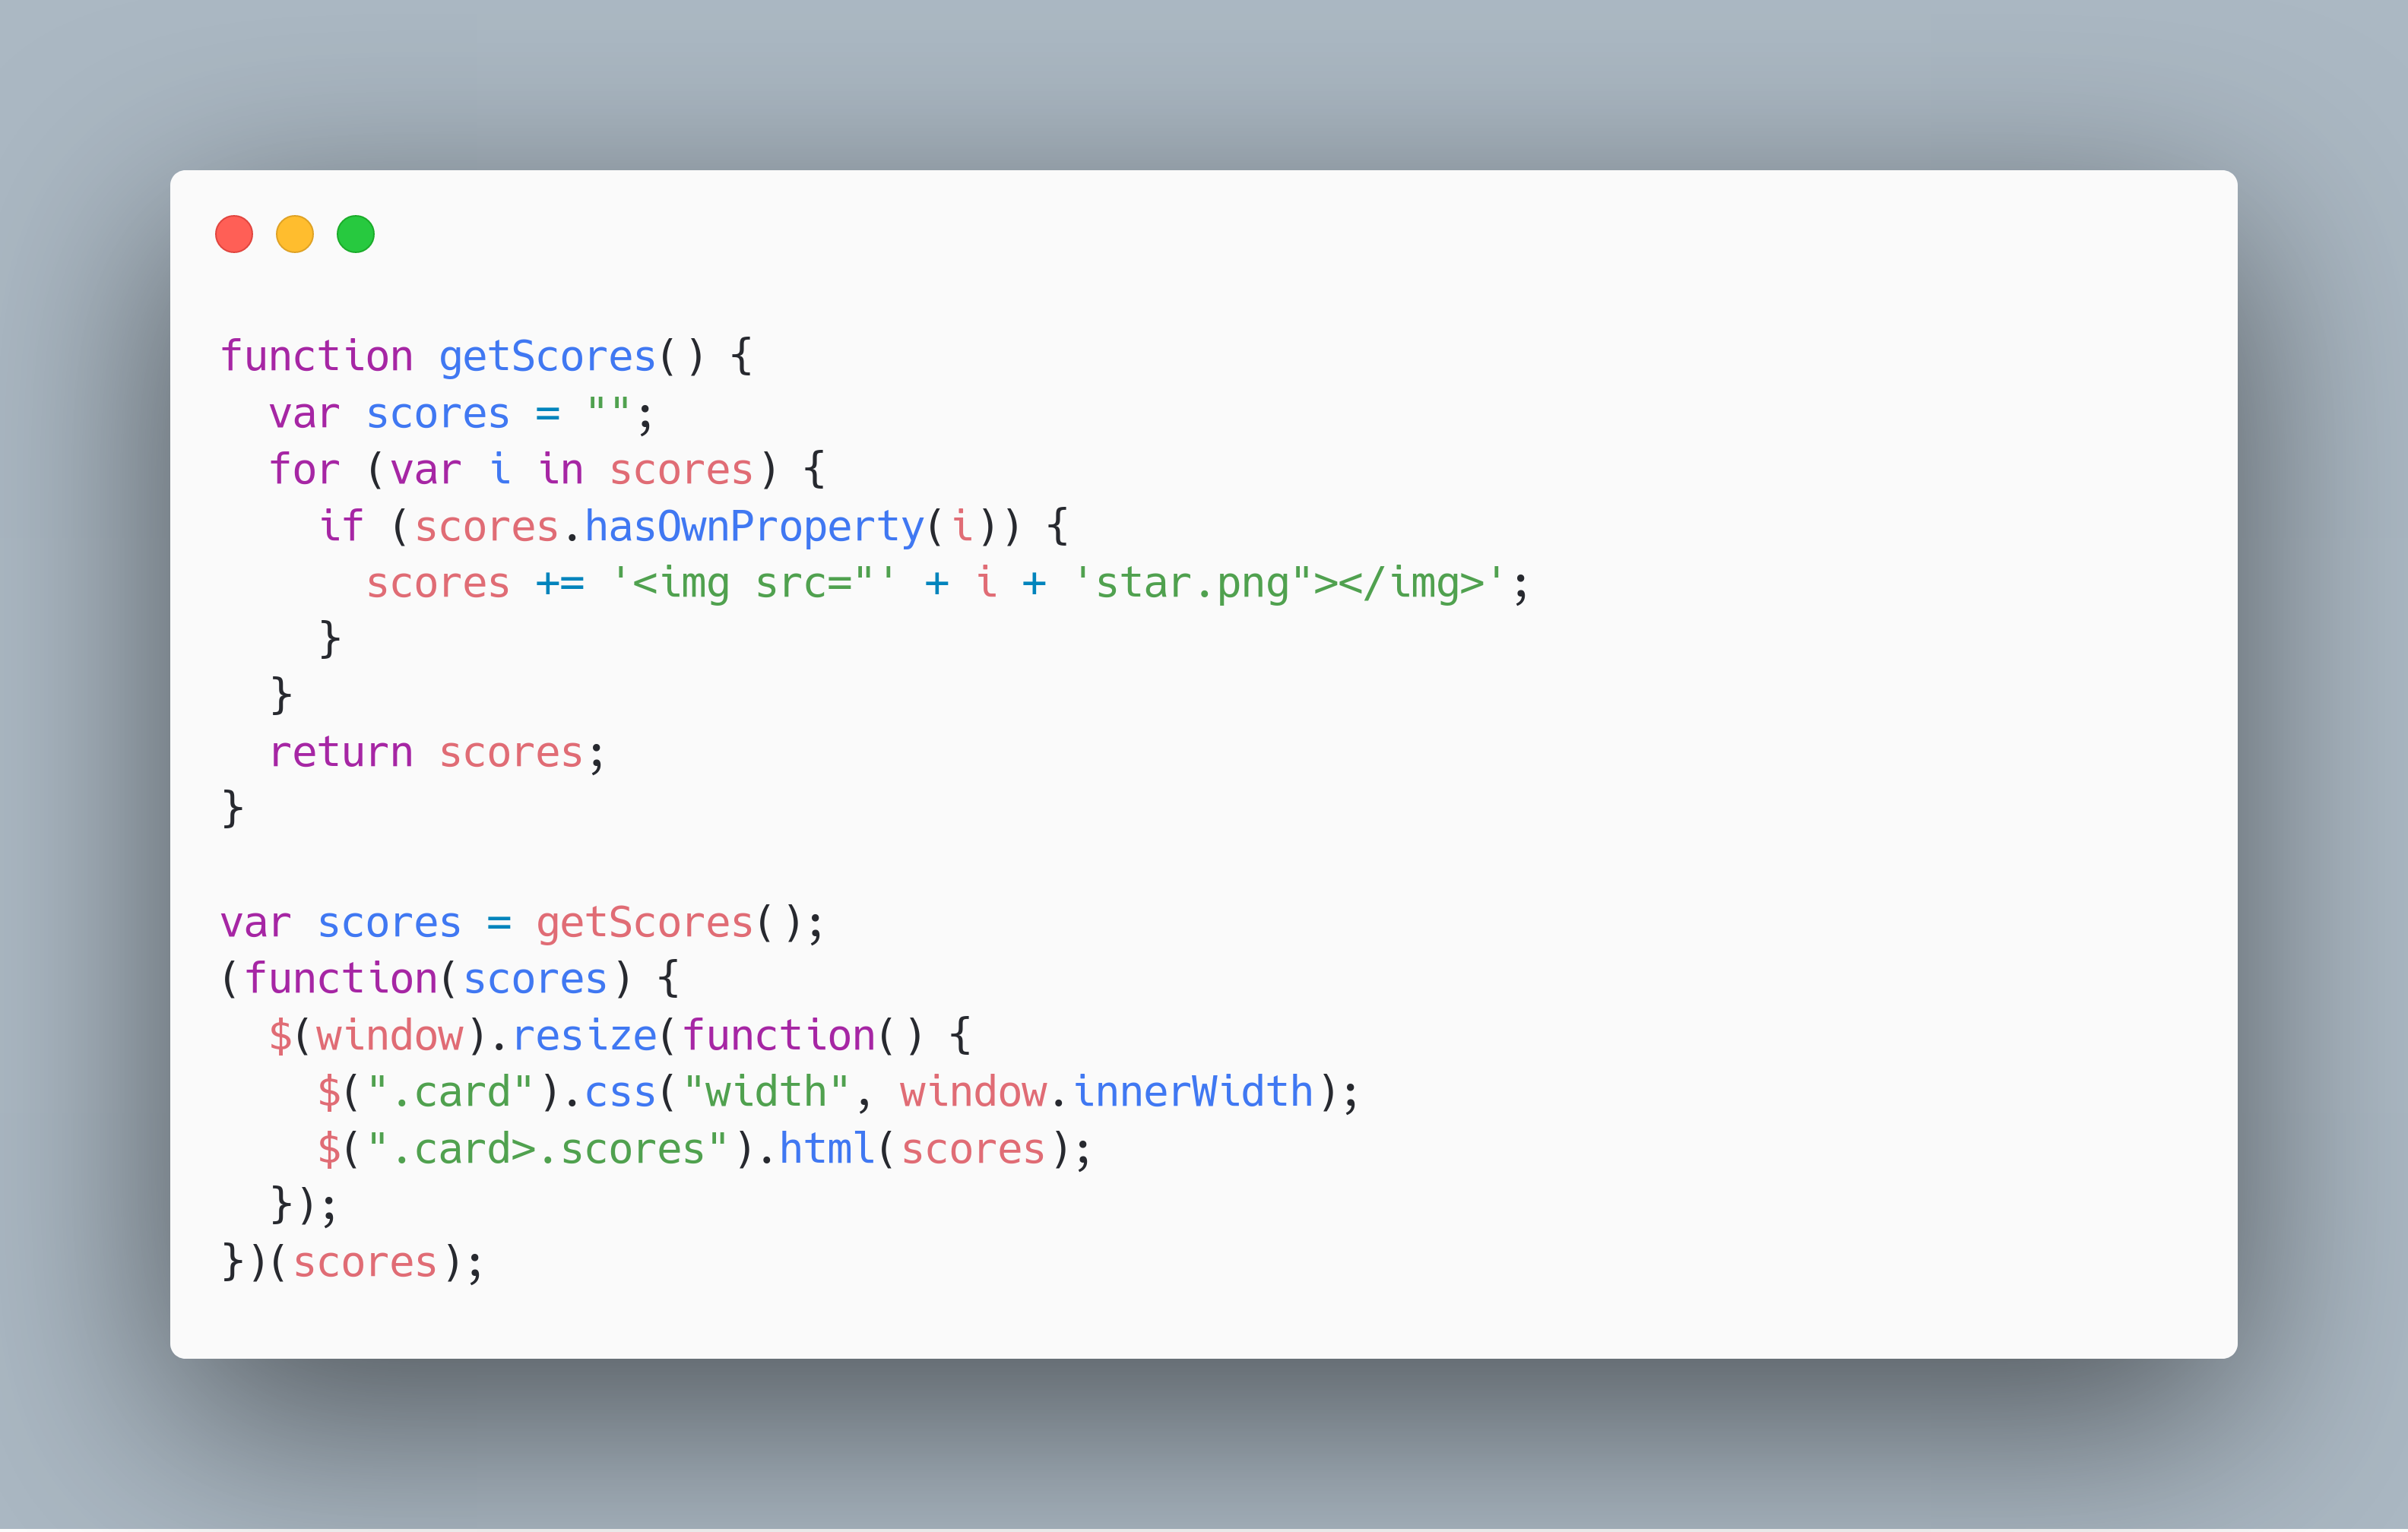 function getScores() {
  var scores = "";
  for (var i in scores) {
    if (scores.hasOwnProperty(i)) {
      scores += '<img src="' + i + 'star.png"></img>';
    }
  }
  return scores;
}

var scores = getScores();
(function(scores) {
  $(window).resize(function() {
    $(".card").css("width", window.innerWidth);
    $(".card>.scores").html(scores);
  });
})(scores);